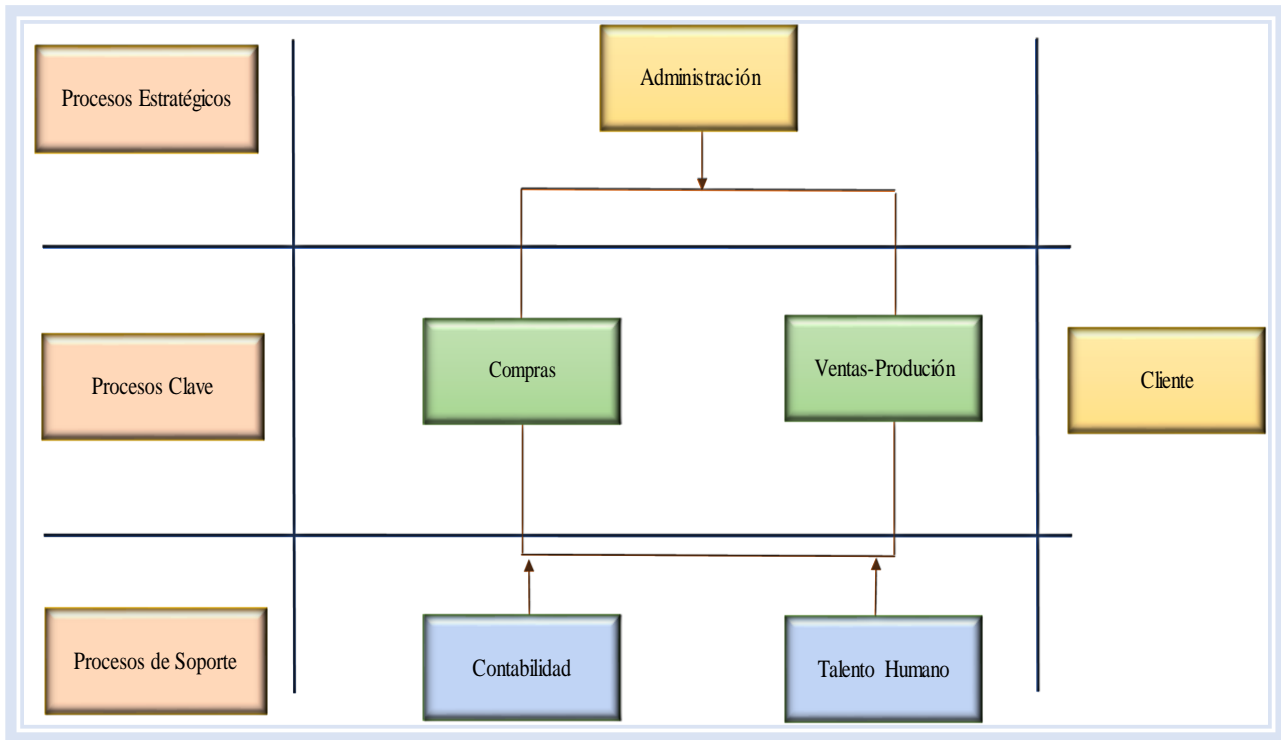 Procesos Estratégicos
Administración
Procesos Clave
Compras
Ventas-Produción
Cliente
Procesos de Soporte
Contabilidad
Talento Humano